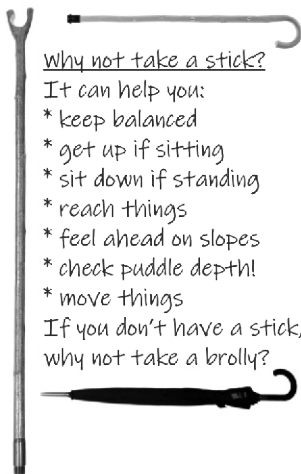 Why not take a stick?
It can help you:
* keep balanced
* get up if sitting
* sit down if standing
* reach things
* feel ahead on slopes
* check puddle depth!
* move things
If you don't have a stick,
why not take a brolly?